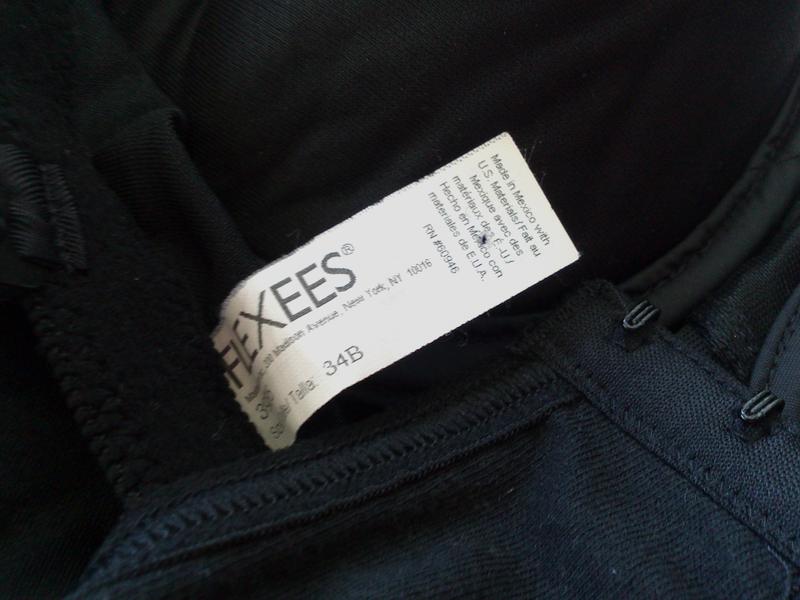 FLEXEES®
Madison Avenue, New York, NY 10016
Talla: 34B
Made in Mexico with
U.S. Materials/ Fait au
Mexique avec des
matériaux des É.-U./
Hecho en México con
materiales de E.U.A.
RN #60946